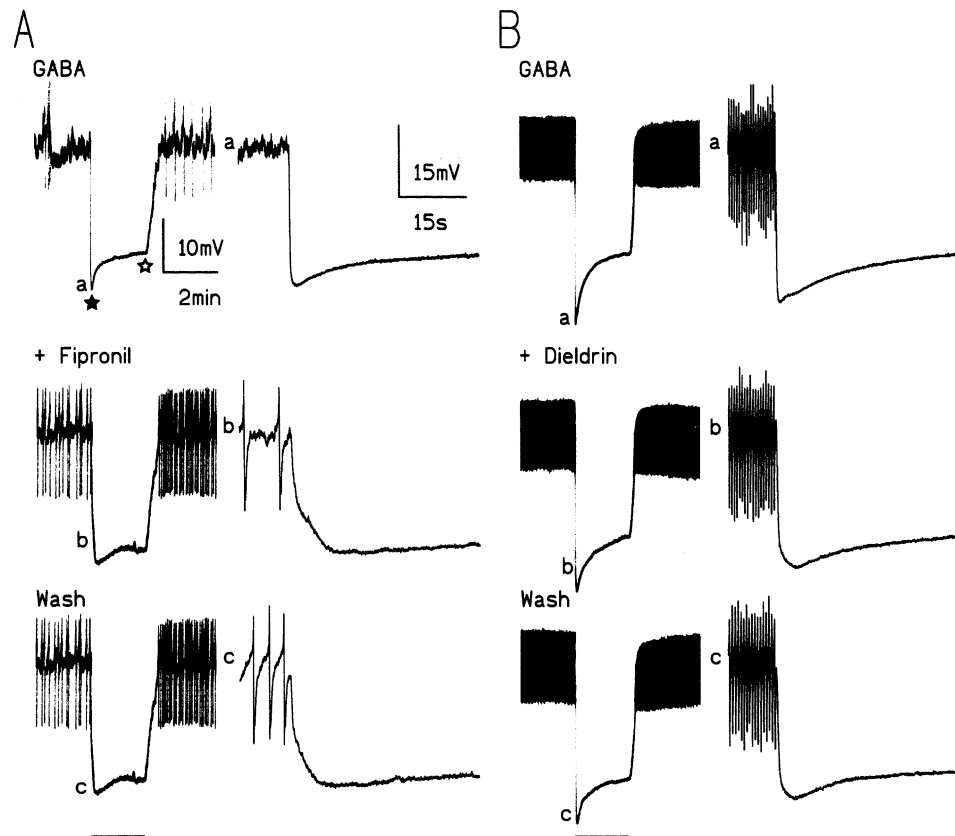 A
GABA
a
15mV
15s
10mV
2min
a
+ Fipronil
b
b
Wash
c
c
B
GABA
a
a
+ Dieldrin
b
b
Wash
c
c